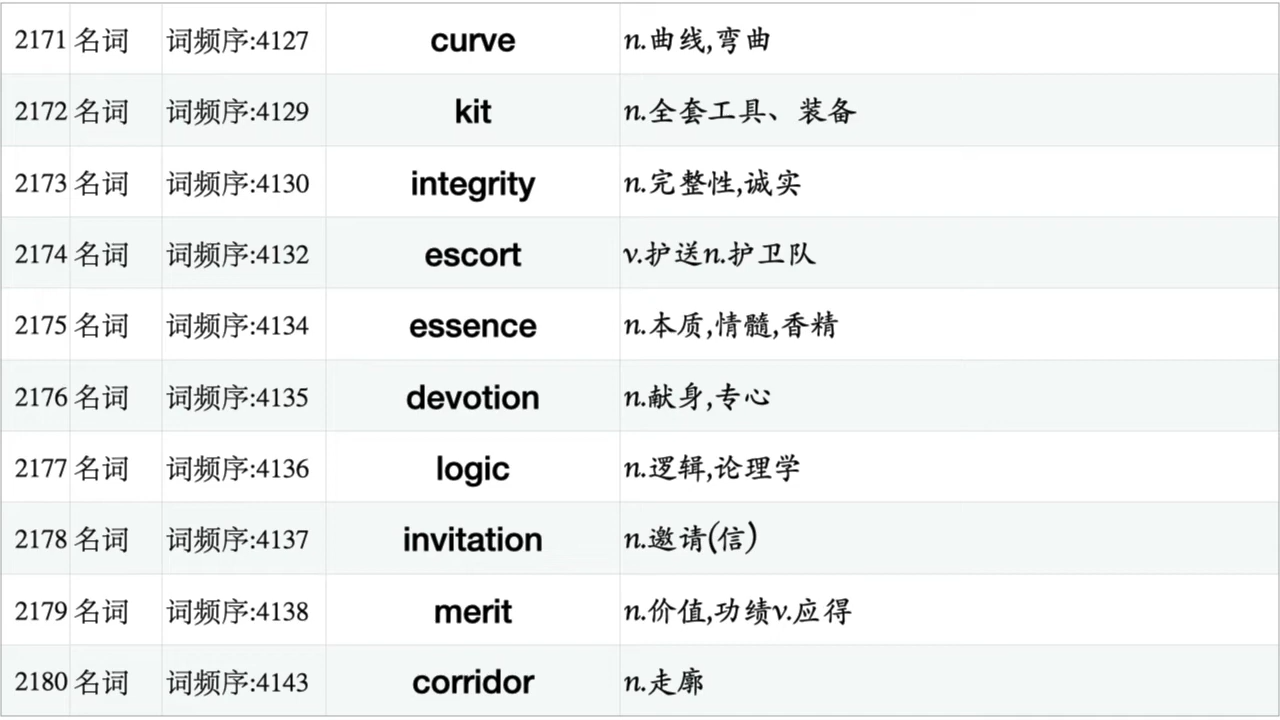 2171 名词 词频序:4127 curve n.曲线,弯曲
2172 名词 词频序:4129 kit n.全套工具、装备
2173 名词 词频序:4130 integrity n.完整性,诚实
2174 名词 词频序:4132 escort v.护送n.护卫队
2175 名词 词频序:4134 essence n.本质,情髓,香精
2176 名词 词频序:4135 devotion n.献身,专心
2177 名词 词频序:4136 logic n.逻辑,论理学
2178 名词 词频序:4137 invitation n.邀请(信)
2179 名词 词频序:4138 merit n.价值,功绩v.应得
2180 名词 词频序:4143 corridor n.走廓